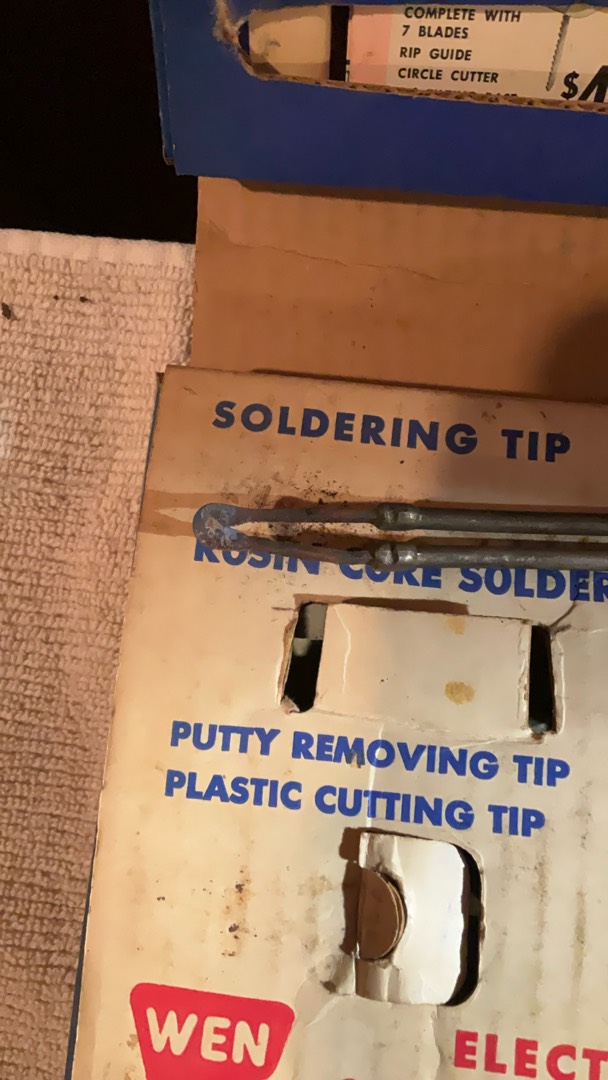 COMPLETE WITH
7 BLADES
RIP GUIDE
CIRCLE CUTTER
$
SOLDERING TIP
ROSIN CORE SOLDER
PUTTY REMOVING TIP
PLASTIC CUTTING TIP
WEN
ELECT